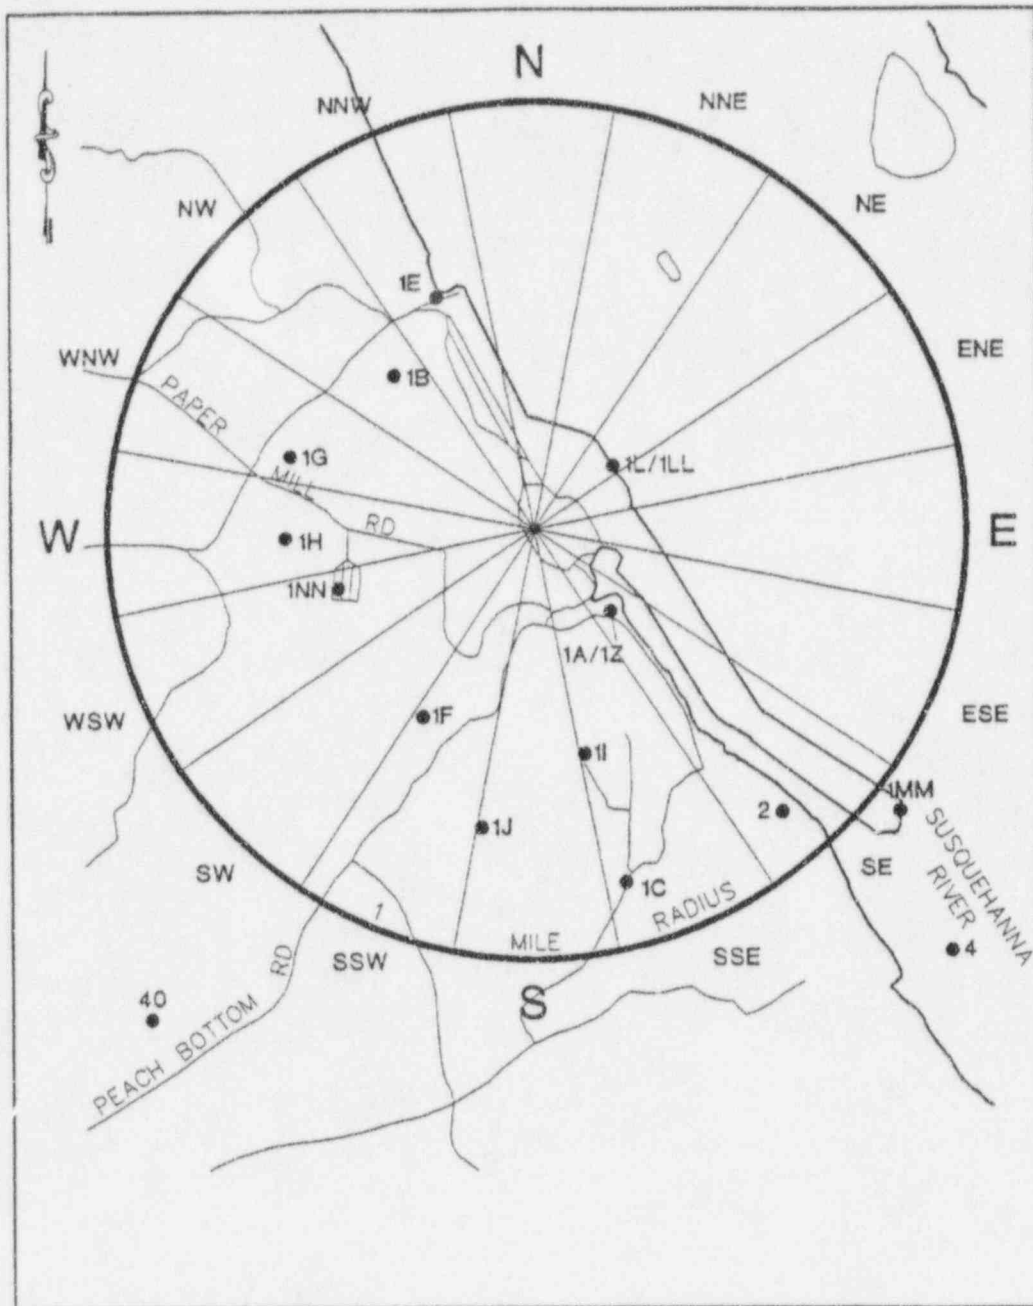 N
NNW
NNE
NW
NE
1E
WNW
ENE
1B
PAPER MILL RD
1G
1L/1LL
W
E
1H
1NN
1A/1Z
WSW
ESE
1F
1I
1MM
2
1J
SUSQUEHANNA
RIVER
SW
SE
1C
1 MILE RADIUS
4
SSW
SSE
S
40
PEACH BOTTOM RD